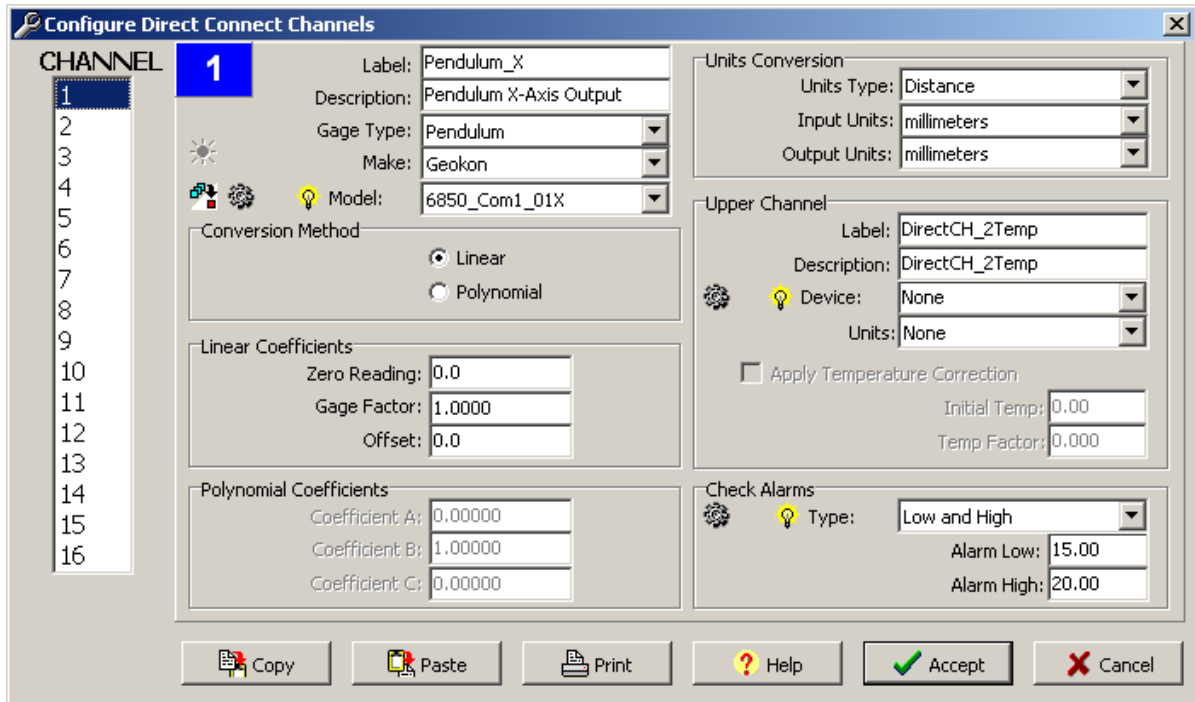 Configure Direct Connect Channels
CHANNEL
1
2
3
4
5
6
7
8
9
10
11
12
13
14
15
16
1
Label: Pendulum_X
Description: Pendulum X-Axis Output
Gage Type: Pendulum
Make: Geokon
Model: 6850_Com1_01X
Conversion Method
Linear
Polynomial
Linear Coefficients
Zero Reading: 0.0
Gage Factor: 1.0000
Offset: 0.0
Polynomial Coefficients
Coefficient A: 0.00000
Coefficient B: 1.00000
Coefficient C: 0.00000
Units Conversion
Units Type: Distance
Input Units: millimeters
Output Units: millimeters
Upper Channel
Label: DirectCH_2Temp
Description: DirectCH_2Temp
Device: None
Units: None
Apply Temperature Correction
Initial Temp: 0.00
Temp Factor: 0.000
Check Alarms
Type: Low and High
Alarm Low: 15.00
Alarm High: 20.00
Copy
Paste
Print
? Help
Accept
Cancel